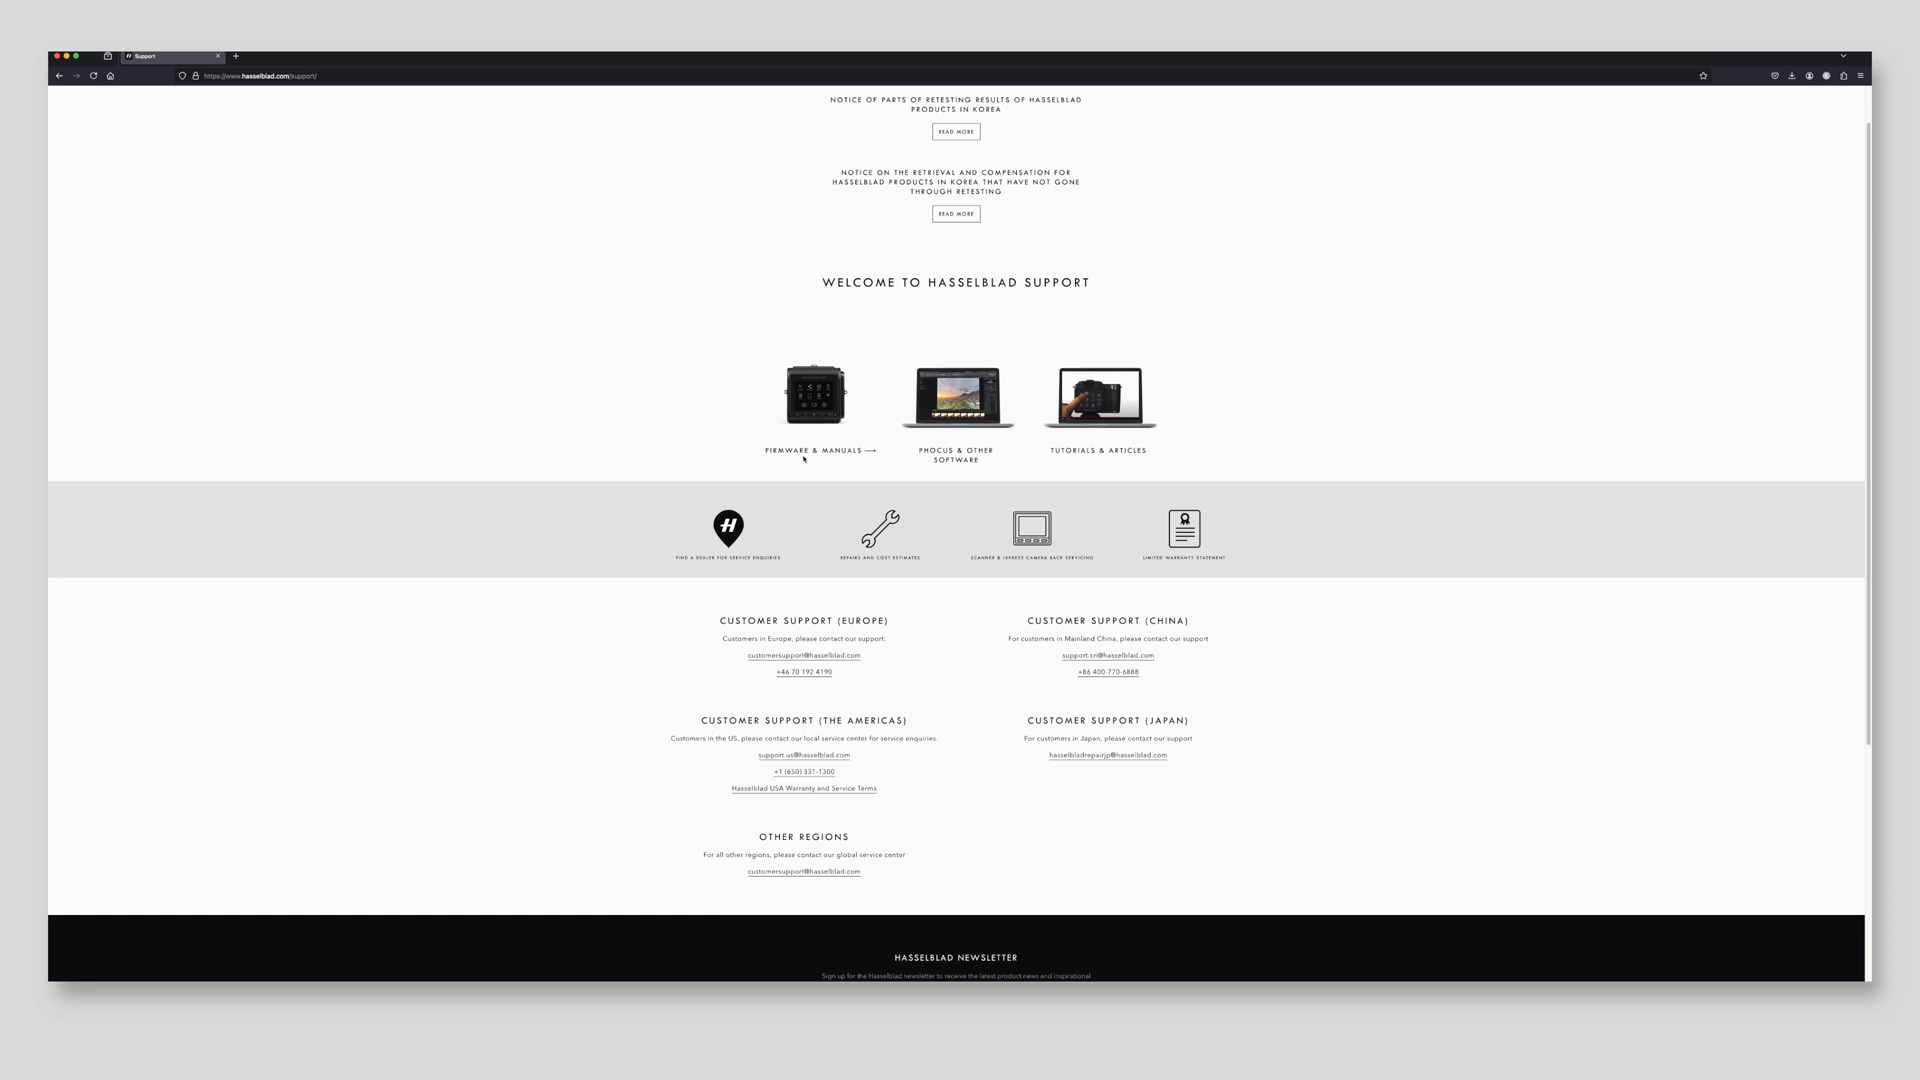 Support
https://www.hasselblad.com/support/
NOTICE OF PARTS OF RETESTING RESULTS OF HASSELBLAD
PRODUCTS IN KOREA
READ MORE
NOTICE ON THE RETRIEVAL AND COMPENSATION FOR
HASSELBLAD PRODUCTS IN KOREA THAT HAVE NOT GONE
THROUGH RETESTING
READ MORE
WELCOME TO HASSELBLAD SUPPORT
FIRMWARE & MANUALS
PHOCUS & OTHER
SOFTWARE
TUTORIALS & ARTICLES
FIND A DEALER FOR SERVICE ENQUIRIES
REPAIRS AND COST ESTIMATES
SCANNER & IXPRESS CAMERA BACK SERVICING
LIMITED WARRANTY STATEMENT
CUSTOMER SUPPORT (EUROPE)
Customers in Europe, please contact our support:
customersupport@hasselblad.com
+46 70 192 4190
CUSTOMER SUPPORT (CHINA)
For customers in Mainland China, please contact our support
support.cn@hasselblad.com
+86 400-770-6888
CUSTOMER SUPPORT (THE AMERICAS)
Customers in the US, please contact our local service center for service enquiries.
support.us@hasselblad.com
+1 (650) 331-1300
Hasselblad USA Warranty and Service Terms
CUSTOMER SUPPORT (JAPAN)
For customers in Japan, please contact our support
hasselbladrepairjp@hasselblad.com
OTHER REGIONS
For all other regions, please contact our global service center
customersupport@hasselblad.com
HASSELBLAD NEWSLETTER
Sign up for the Hasselblad newsletter to receive the latest product news and inspirational